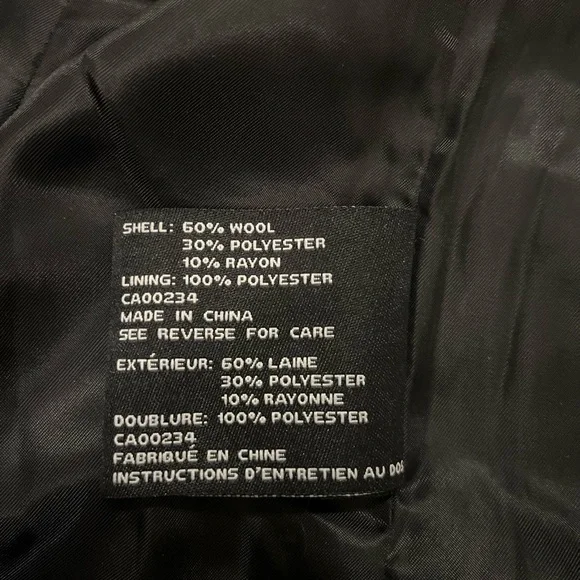 SHELL: 60% WOOL
30% POLYESTER
10% RAYON
LINING: 100% POLYESTER
CA00234
MADE IN CHINA
SEE REVERSE FOR CARE
EXTÉRIEUR: 60% LAINE
30% POLYESTER
10% RAYONNE
DOUBLURE: 100% POLYESTER
CA00234
FABRIQUÉ EN CHINE
INSTRUCTIONS D'ENTRETIEN AU DOS